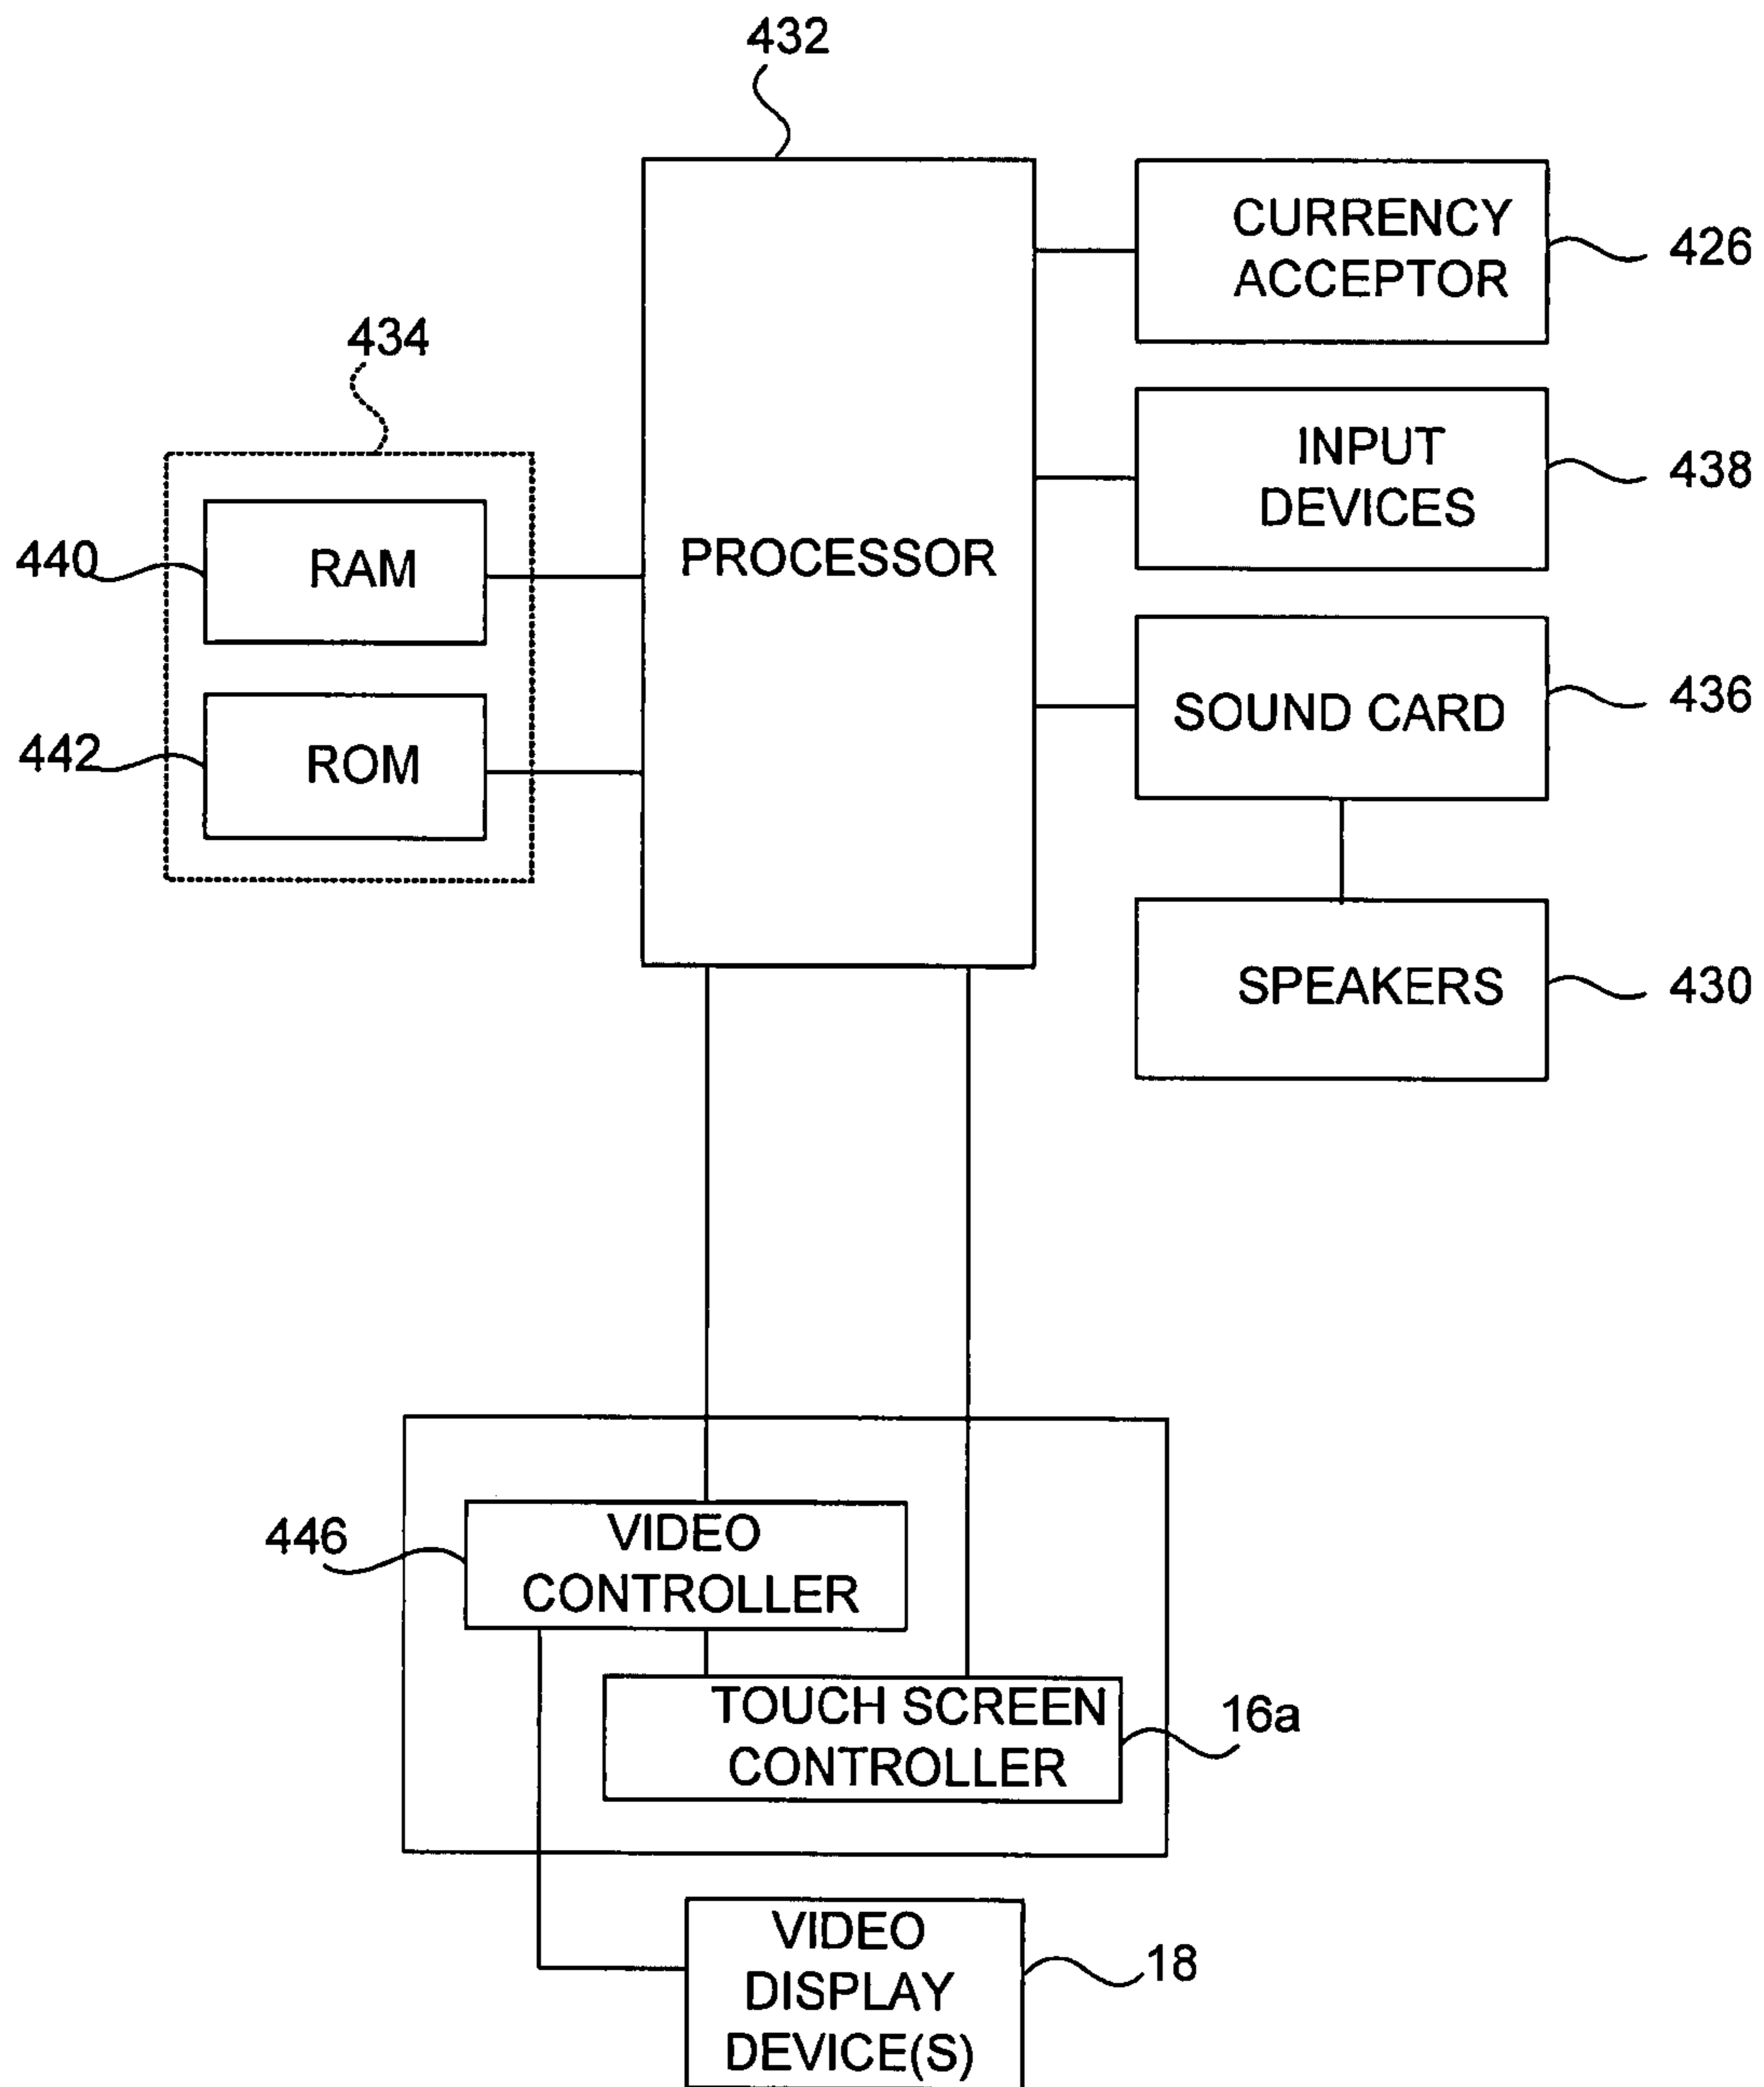 432
CURRENCY
ACCEPTOR
426
434
INPUT
DEVICES
438
440
RAM
PROCESSOR
SOUND CARD
436
442
ROM
SPEAKERS
430
446
VIDEO
CONTROLLER
TOUCH SCREEN
CONTROLLER
16a
VIDEO
DISPLAY
DEVICE(S)
18